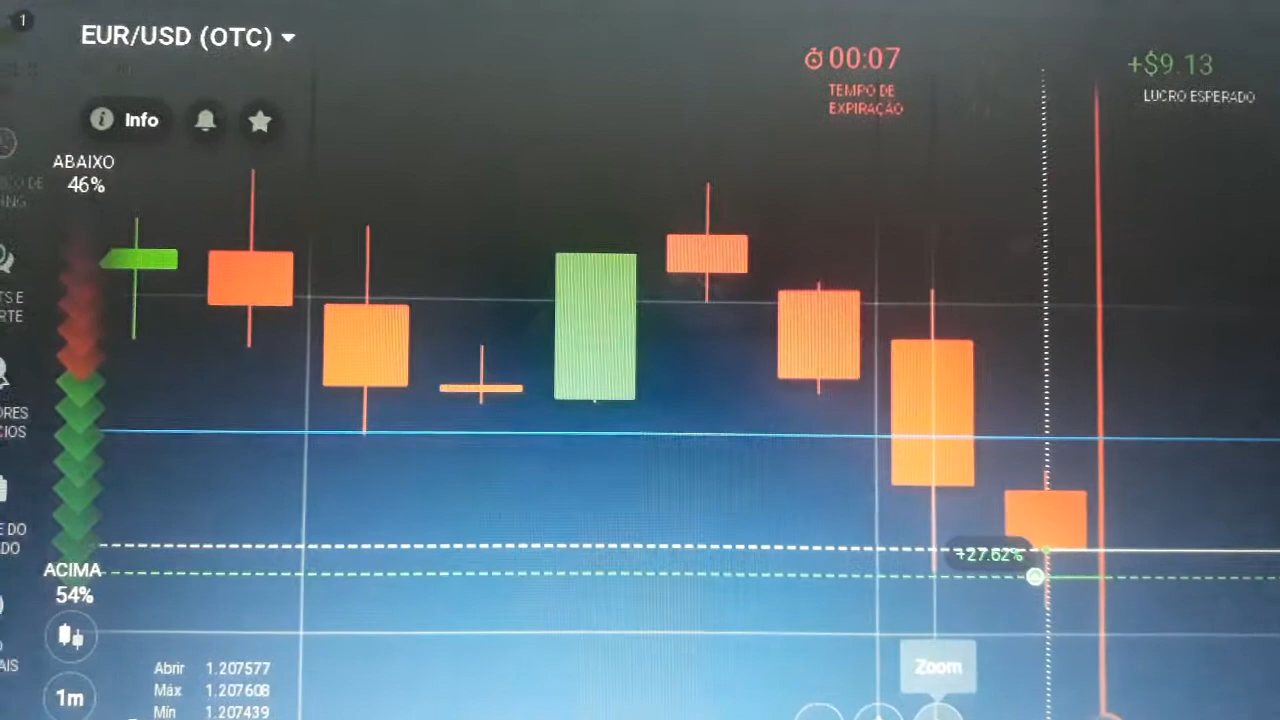 1
EUR/USD (OTC)
00:07
TEMPO DE
EXPIRAÇÃO
+$9.13
LUCRO ESPERADO
Info
ABAIXO
46%
+27.62%
ACIMA
54%
Zoom
Abrir 1.207577
Máx 1.207608
Mín 1.207439
1m